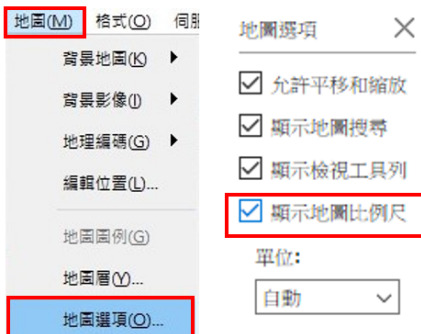 地圖(M) 格式(O)
背景地圖(K)
背景影像(I)
地理編碼(G)
編輯位置(L)...
地圖圖例(G)
地圖層(Y)...
地圖選項(O)...
地圖選項
允許平移和縮放
顯示地圖搜尋
顯示檢視工具列
顯示地圖比例尺
單位:
自動